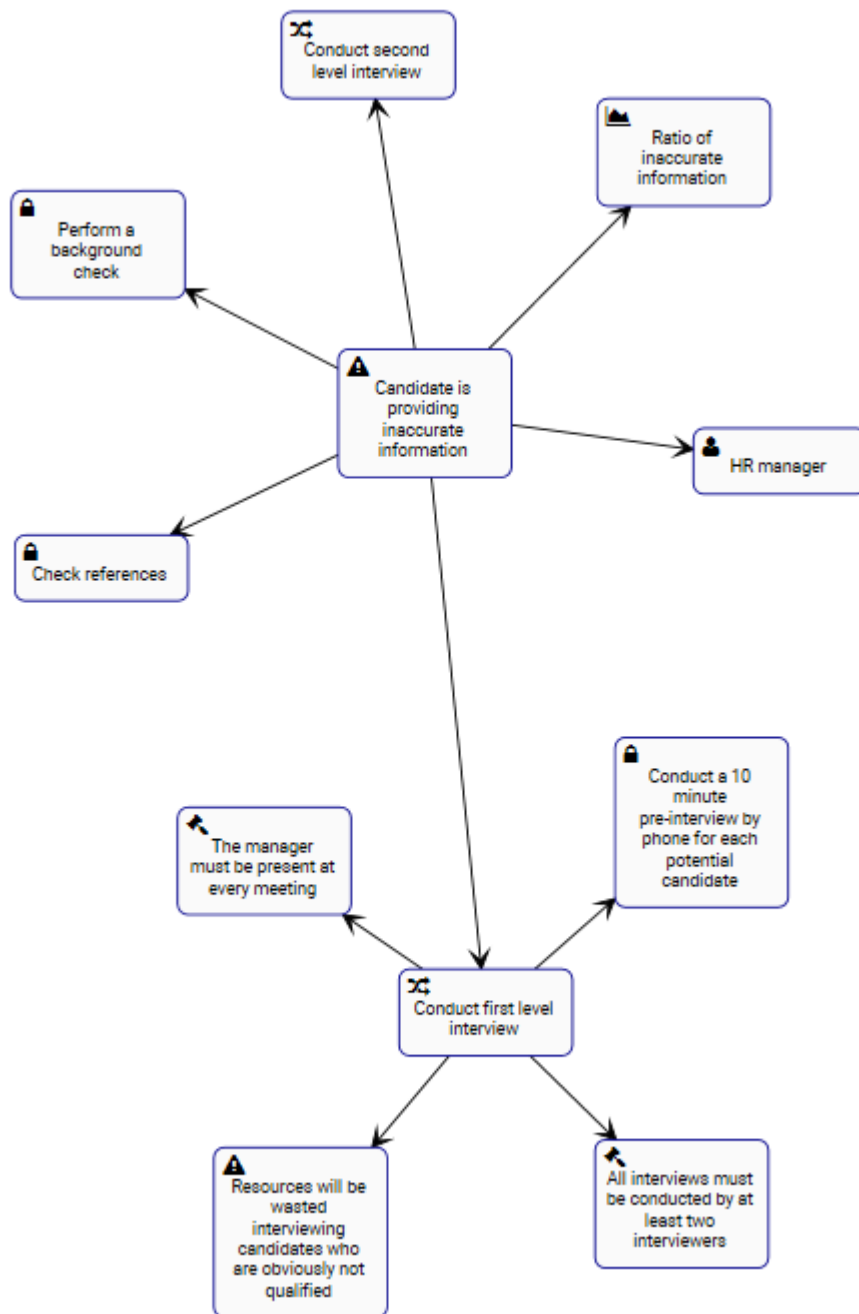 Conduct second
level interview
Ratio of
inaccurate
information
Perform a
background
check
Candidate is
providing
inaccurate
information
HR manager
Check references
Conduct a 10
minute
pre-interview by
phone for each
potential
candidate
The manager
must be present at
every meeting
Conduct first level
interview
Resources will be
wasted
interviewing
candidates who
are obviously not
qualified
All interviews must
be conducted by at
least two
interviewers